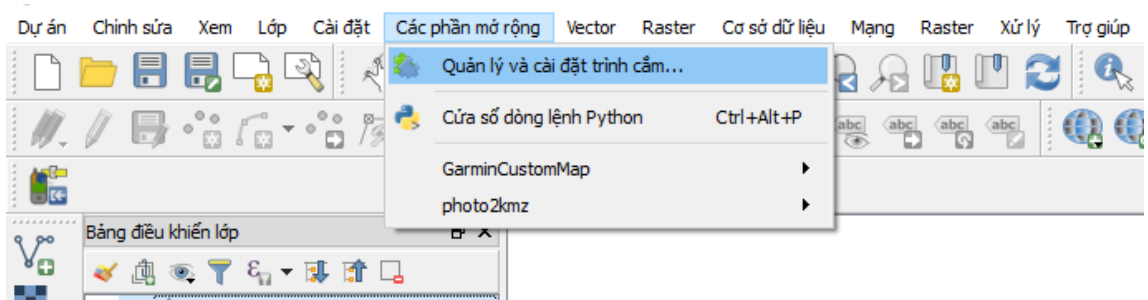 Dự án Chỉnh sửa Xem Lớp Cài đặt Các phần mở rộng Vector Raster Cơ sở dữ liệu Mạng Raster Xử lý Trợ giúp
Quản lý và cài đặt trình cắm...
Cửa sổ dòng lệnh Python Ctrl+Alt+P
abc abc abc abc
GarminCustomMap
photo2kmz
Bảng điều khiển lớp